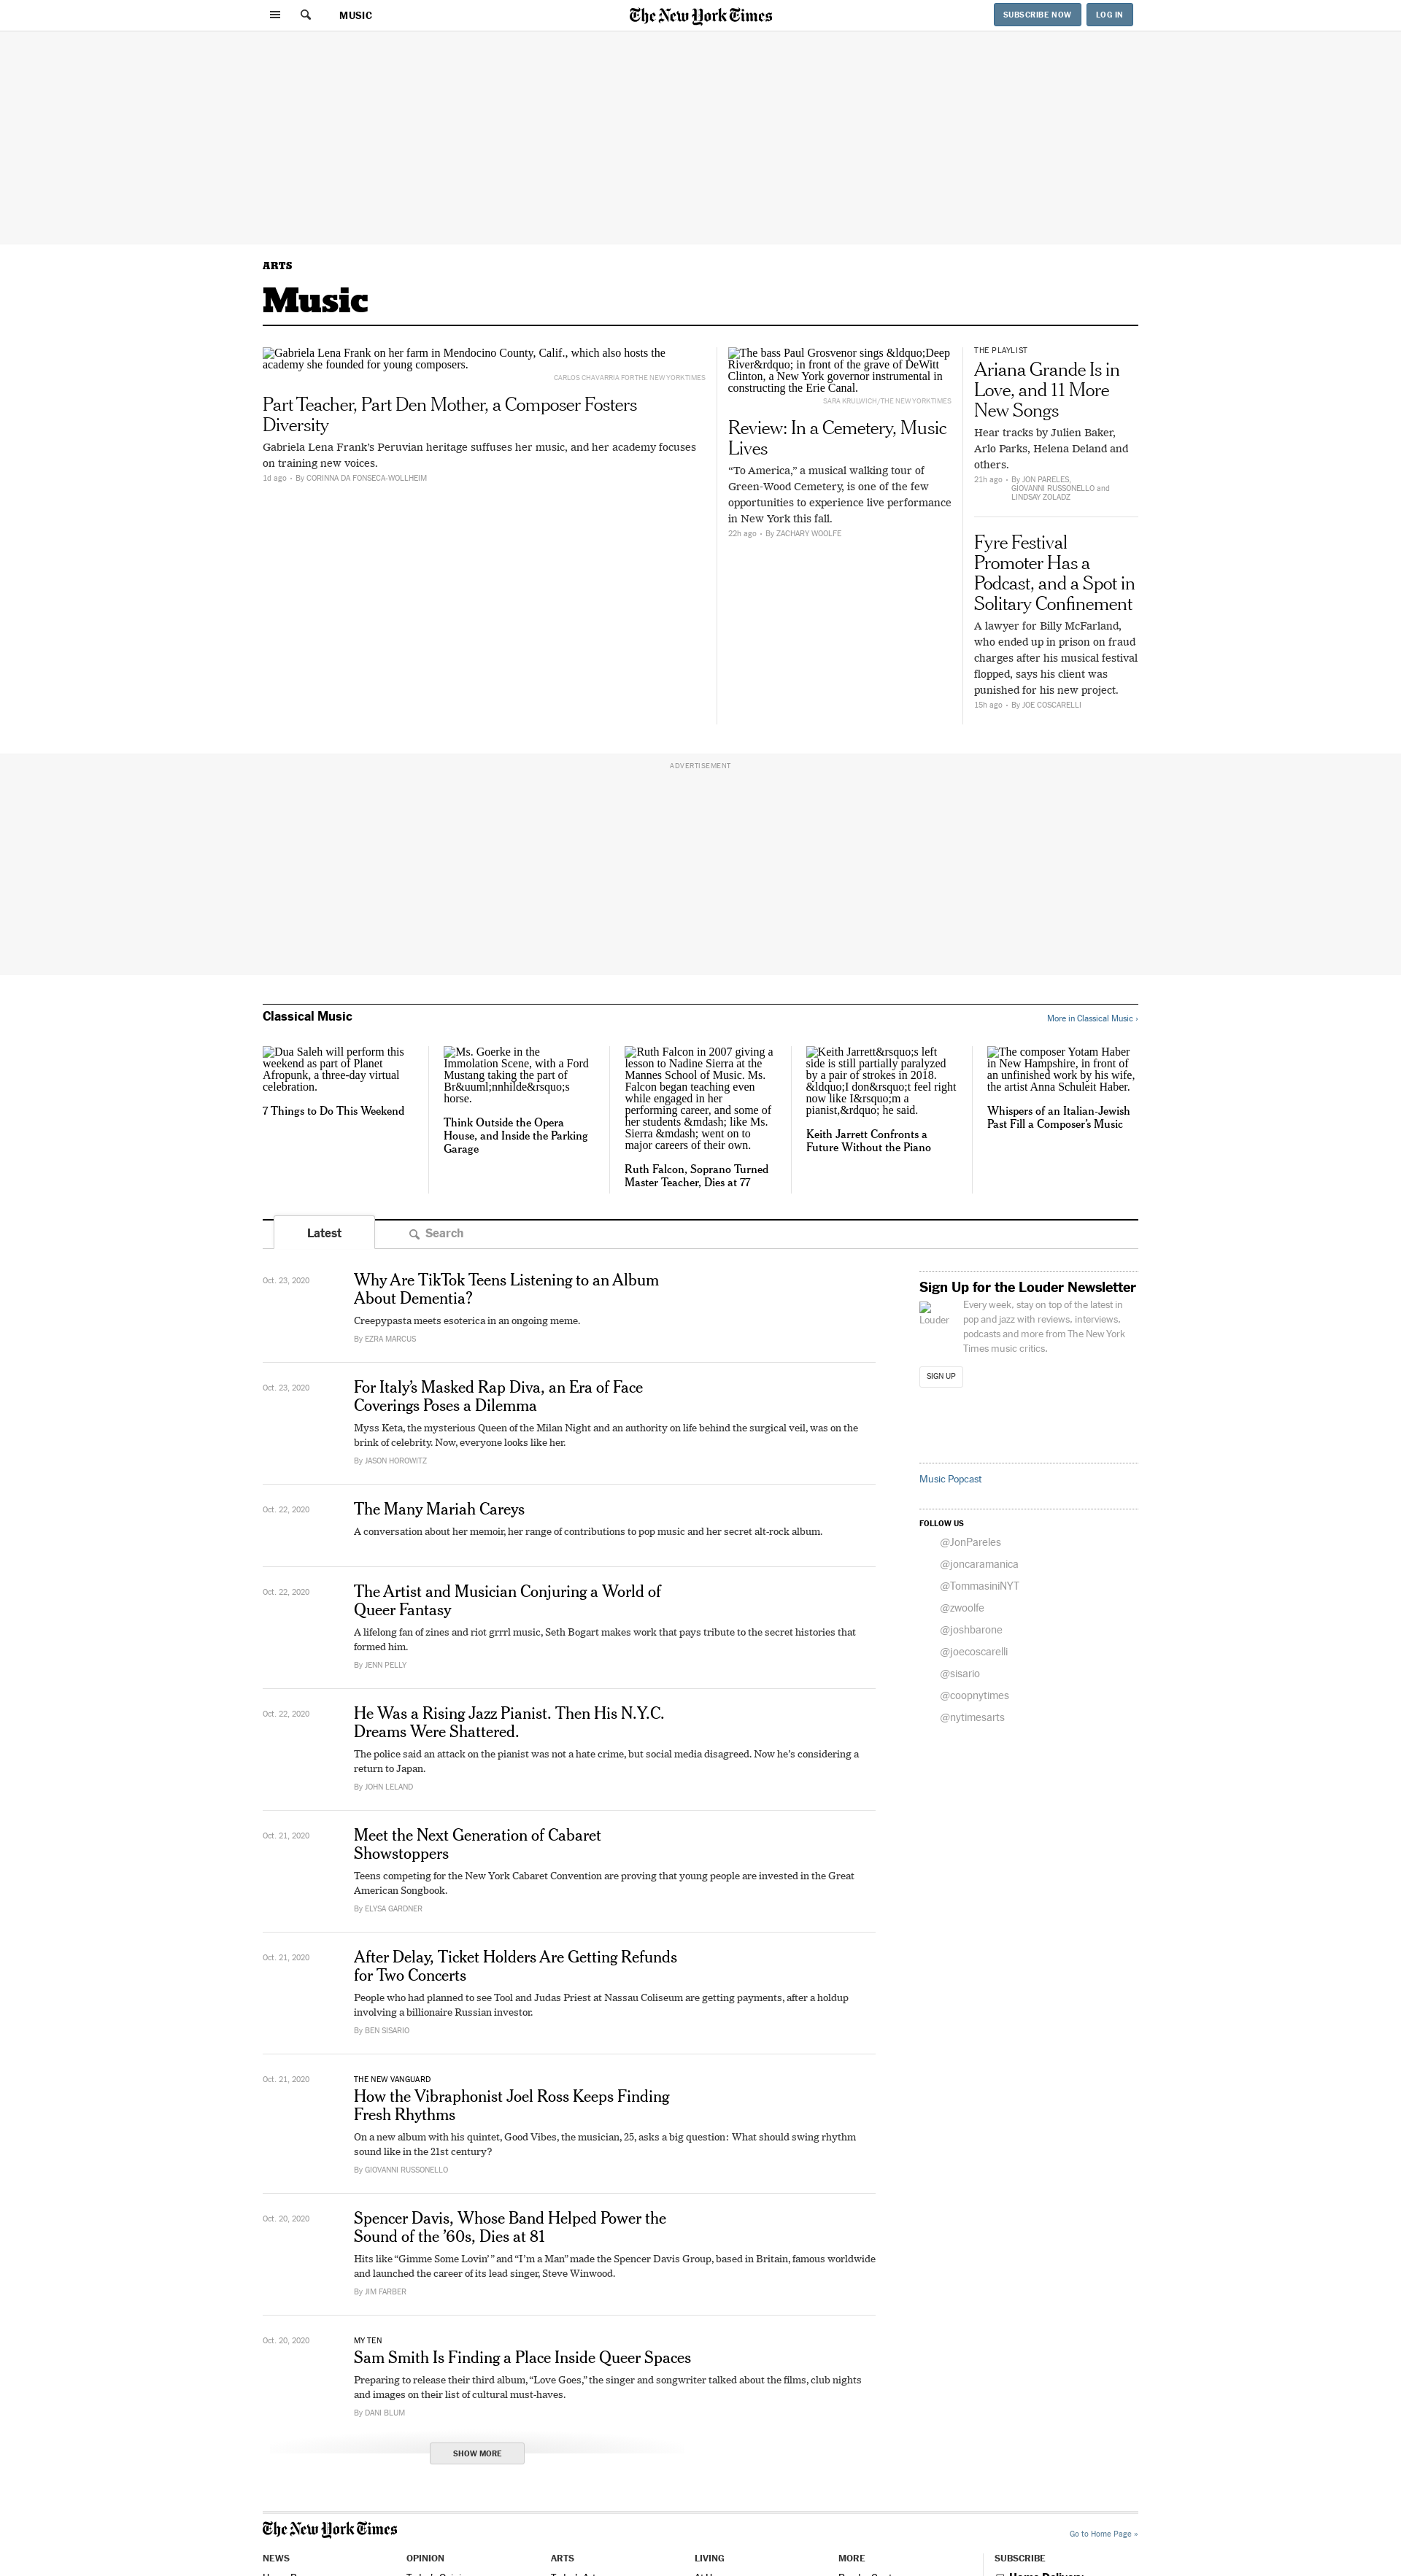 MUSIC
The New York Times
SUBSCRIBE NOW
LOG IN
ARTS
Music
Gabriela Lena Frank on her farm in Mendocino County, Calif., which also hosts the
academy she founded for young composers.
CARLOS CHAVARRIA FOR THE NEW YORK TIMES
Part Teacher, Part Den Mother, a Composer Fosters
Diversity
Gabriela Lena Frank's Peruvian heritage suffuses her music, and her academy focuses
on training new voices.
1d ago • By CORINNA DA FONSECA-WOLLHEIM
The bass Paul Grosvenor sings &ldquo;Deep
River&rdquo; in front of the grave of DeWitt
Clinton, a New York governor instrumental in
constructing the Erie Canal.
SARA KRULWICH/THE NEW YORK TIMES
Review: In a Cemetery, Music
Lives
“To America,” a musical walking tour of
Green-Wood Cemetery, is one of the few
opportunities to experience live performance
in New York this fall.
22h ago • By ZACHARY WOOLFE
THE PLAYLIST
Ariana Grande Is in
Love, and 11 More
New Songs
Hear tracks by Julien Baker,
Arlo Parks, Helena Deland and
others.
21h ago • By JON PARELES,
GIOVANNI RUSSONELLO and
LINDSAY ZOLADZ
Fyre Festival
Promoter Has a
Podcast, and a Spot in
Solitary Confinement
A lawyer for Billy McFarland,
who ended up in prison on fraud
charges after his musical festival
flopped, says his client was
punished for his new project.
15h ago • By JOE COSCARELLI
ADVERTISEMENT
Classical Music
More in Classical Music ›
Dua Saleh will perform this
weekend as part of Planet
Afropunk, a three-day virtual
celebration.
7 Things to Do This Weekend
Ms. Goerke in the
Immolation Scene, with a Ford
Mustang taking the part of
Br&uuml;nnhilde&rsquo;s
horse.
Think Outside the Opera
House, and Inside the Parking
Garage
Ruth Falcon in 2007 giving a
lesson to Nadine Sierra at the
Mannes School of Music. Ms.
Falcon began teaching even
while engaged in her
performing career, and some of
her students &mdash; like Ms.
Sierra &mdash; went on to
major careers of their own.
Ruth Falcon, Soprano Turned
Master Teacher, Dies at 77
Keith Jarrett&rsquo;s left
side is still partially paralyzed
by a pair of strokes in 2018.
&ldquo;I don&rsquo;t feel right
now like I&rsquo;m a
pianist,&rdquo; he said.
Keith Jarrett Confronts a
Future Without the Piano
The composer Yotam Haber
in New Hampshire, in front of
an unfinished work by his wife,
the artist Anna Schuleit Haber.
Whispers of an Italian-Jewish
Past Fill a Composer's Music
Latest
Search
Oct. 23, 2020
Why Are TikTok Teens Listening to an Album
About Dementia?
Creepypasta meets esoterica in an ongoing meme.
By EZRA MARCUS
Oct. 23, 2020
For Italy's Masked Rap Diva, an Era of Face
Coverings Poses a Dilemma
Myss Keta, the mysterious Queen of the Milan Night and an authority on life behind the surgical veil, was on the
brink of celebrity. Now, everyone looks like her.
By JASON HOROWITZ
Oct. 22, 2020
The Many Mariah Careys
A conversation about her memoir, her range of contributions to pop music and her secret alt-rock album.
Oct. 22, 2020
The Artist and Musician Conjuring a World of
Queer Fantasy
A lifelong fan of zines and riot grrrl music, Seth Bogart makes work that pays tribute to the secret histories that
formed him.
By JENN PELLY
Oct. 22, 2020
He Was a Rising Jazz Pianist. Then His N.Y.C.
Dreams Were Shattered.
The police said an attack on the pianist was not a hate crime, but social media disagreed. Now he's considering a
return to Japan.
By JOHN LELAND
Oct. 21, 2020
Meet the Next Generation of Cabaret
Showstoppers
Teens competing for the New York Cabaret Convention are proving that young people are invested in the Great
American Songbook.
By ELYSA GARDNER
Oct. 21, 2020
After Delay, Ticket Holders Are Getting Refunds
for Two Concerts
People who had planned to see Tool and Judas Priest at Nassau Coliseum are getting payments, after a holdup
involving a billionaire Russian investor.
By BEN SISARIO
Oct. 21, 2020
THE NEW VANGUARD
How the Vibraphonist Joel Ross Keeps Finding
Fresh Rhythms
On a new album with his quintet, Good Vibes, the musician, 25, asks a big question: What should swing rhythm
sound like in the 21st century?
By GIOVANNI RUSSONELLO
Oct. 20, 2020
Spencer Davis, Whose Band Helped Power the
Sound of the '60s, Dies at 81
Hits like “Gimme Some Lovin' ” and “I'm a Man” made the Spencer Davis Group, based in Britain, famous worldwide
and launched the career of its lead singer, Steve Winwood.
By JIM FARBER
Oct. 20, 2020
MY TEN
Sam Smith Is Finding a Place Inside Queer Spaces
Preparing to release their third album, “Love Goes,” the singer and songwriter talked about the films, club nights
and images on their list of cultural must-haves.
By DANI BLUM
SHOW MORE
Sign Up for the Louder Newsletter
Louder
Every week, stay on top of the latest in
pop and jazz with reviews, interviews,
podcasts and more from The New York
Times music critics.
SIGN UP
Music Popcast
FOLLOW US
@JonPareles
@joncaramanica
@TommasiniNYT
@zwoolfe
@joshbarone
@joecoscarelli
@sisario
@coopnytimes
@nytimesarts
The New York Times
Go to Home Page »
NEWS
OPINION
ARTS
LIVING
MORE
SUBSCRIBE